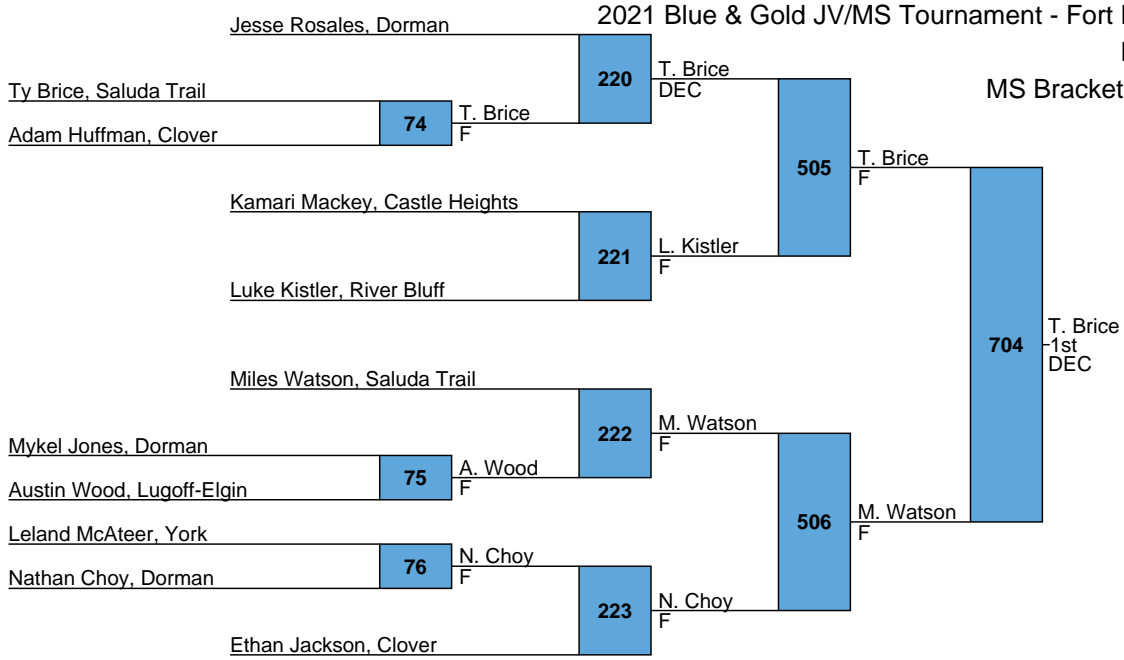 2021 Blue & Gold JV/MS Tournament - Fort
MS Bracket
Jesse Rosales, Dorman
220
T. Brice
DEC
Ty Brice, Saluda Trail
74
T. Brice
F
Adam Huffman, Clover
505
T. Brice
F
Kamari Mackey, Castle Heights
221
L. Kistler
F
Luke Kistler, River Bluff
704
T. Brice
1st
DEC
Miles Watson, Saluda Trail
222
M. Watson
F
Mykel Jones, Dorman
75
A. Wood
F
Austin Wood, Lugoff-Elgin
506
M. Watson
F
Leland McAteer, York
76
N. Choy
F
Nathan Choy, Dorman
223
N. Choy
F
Ethan Jackson, Clover